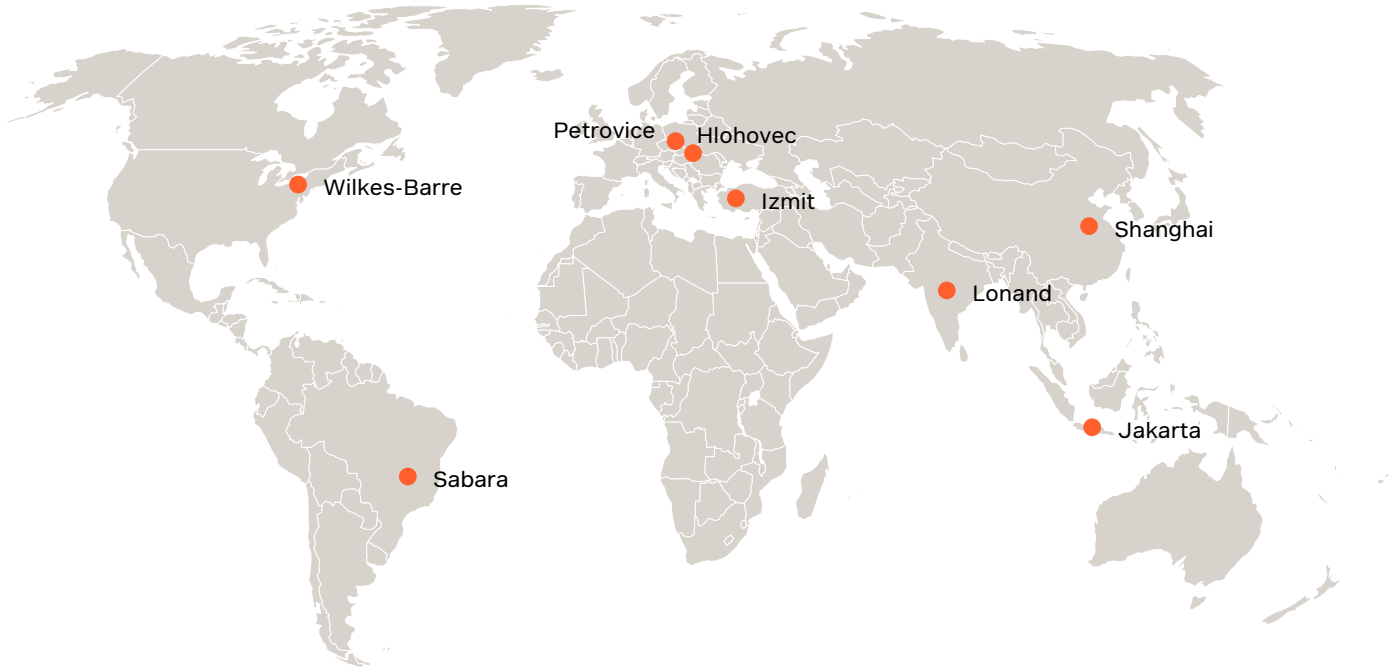 Petrovice
Hlohovec
Wilkes-Barre
Izmit
Shanghai
Lonand
Jakarta
Sabara